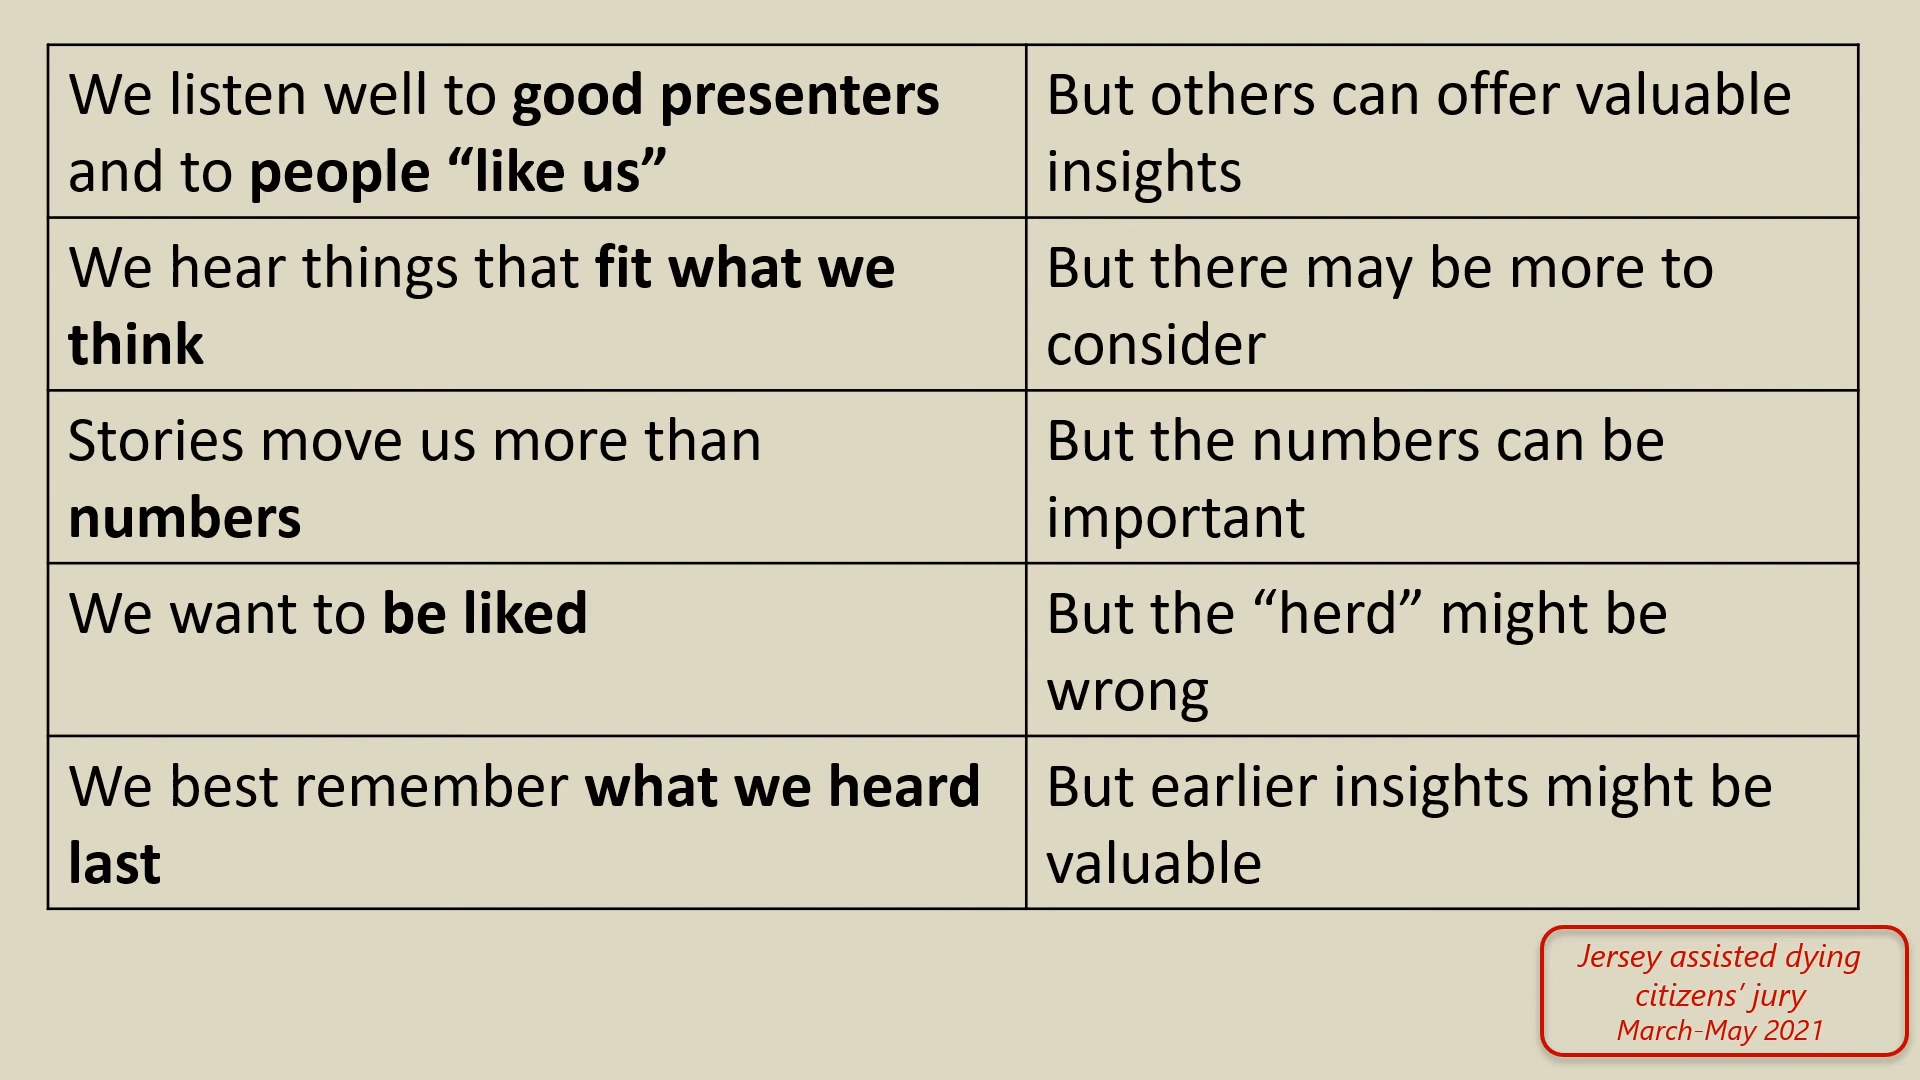 We listen well to good presenters
and to people “like us”
But others can offer valuable
insights
We hear things that fit what we
think
But there may be more to
consider
Stories move us more than
numbers
But the numbers can be
important
We want to be liked
But the “herd” might be
wrong
We best remember what we heard
last
But earlier insights might be
valuable
Jersey assisted dying
citizens’ jury
March-May 2021